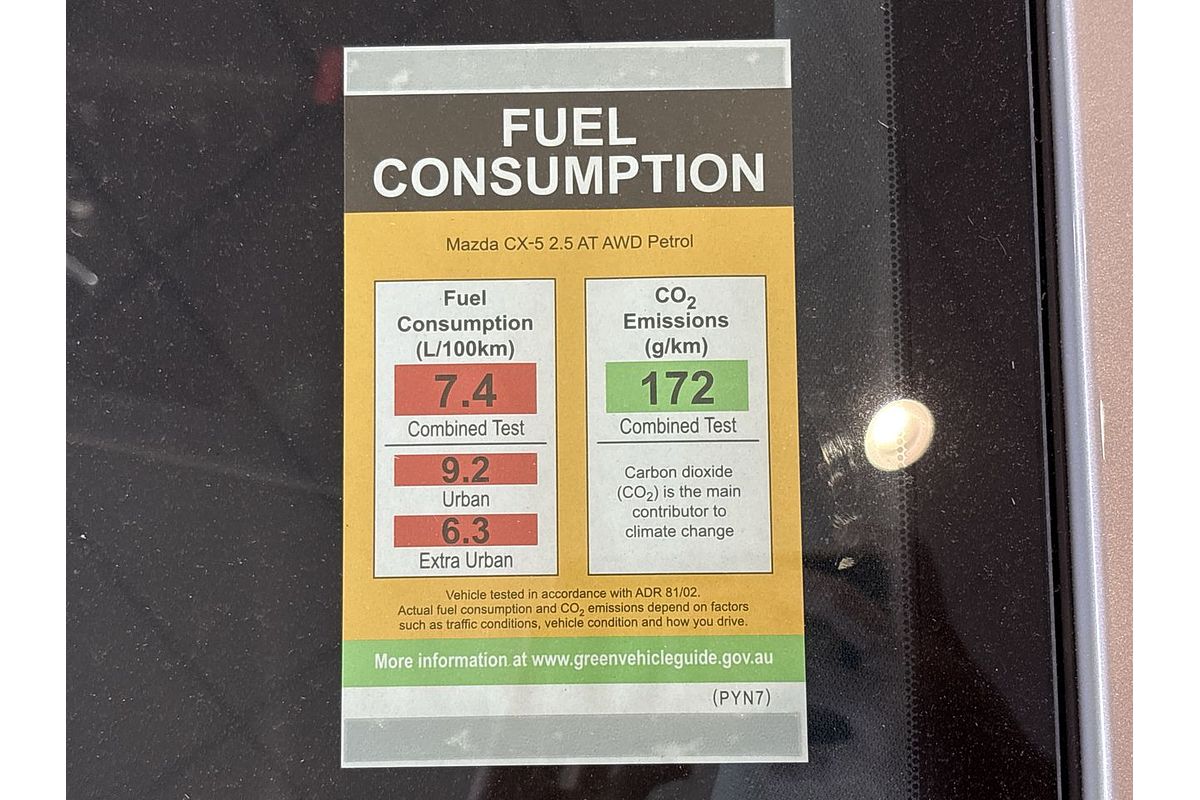 FUEL
CONSUMPTION
Mazda CX-5 2.5 AT AWD Petrol
Fuel
Consumption
(L/100km)
7.4
Combined Test
9.2
Urban
6.3
Extra Urban
CO₂
Emissions
(g/km)
172
Combined Test
Carbon dioxide
(CO₂) is the main
contributor to
climate change
Vehicle tested in accordance with ADR 81/02.
Actual fuel consumption and CO₂ emissions depend on factors
such as traffic conditions, vehicle condition and how you drive.
More information at www.greenvehicleguide.gov.au
(PYN7)